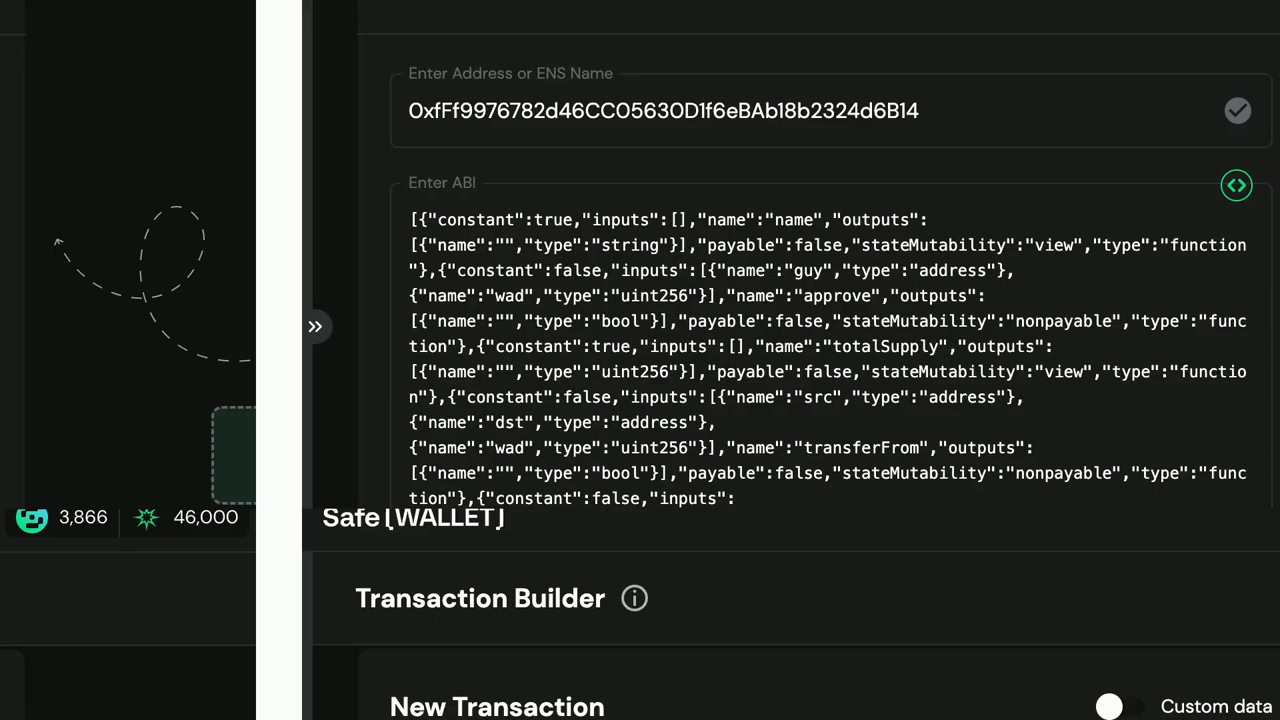 Enter Address or ENS Name
0xfFf9976782d46CC05630D1f6eBAb18b2324d6B14
Enter ABI
[{"constant":true,"inputs":[],"name":"name","outputs":
[{"name":"","type":"string"}],"payable":false,"stateMutability":"view","type":"function
"},{"constant":false,"inputs":[{"name":"guy","type":"address"},
{"name":"wad","type":"uint256"}],"name":"approve","outputs":
[{"name":"","type":"bool"}],"payable":false,"stateMutability":"nonpayable","type":"func
tion"},{"constant":true,"inputs":[],"name":"totalSupply","outputs":
[{"name":"","type":"uint256"}],"payable":false,"stateMutability":"view","type":"functio
n"},{"constant":false,"inputs":[{"name":"src","type":"address"},
{"name":"dst","type":"address"},
{"name":"wad","type":"uint256"}],"name":"transferFrom","outputs":
[{"name":"","type":"bool"}],"payable":false,"stateMutability":"nonpayable","type":"func
tion"},{"constant":false,"inputs":
3,866
46,000
Safe{WALLET}
Transaction Builder
New Transaction
Custom data